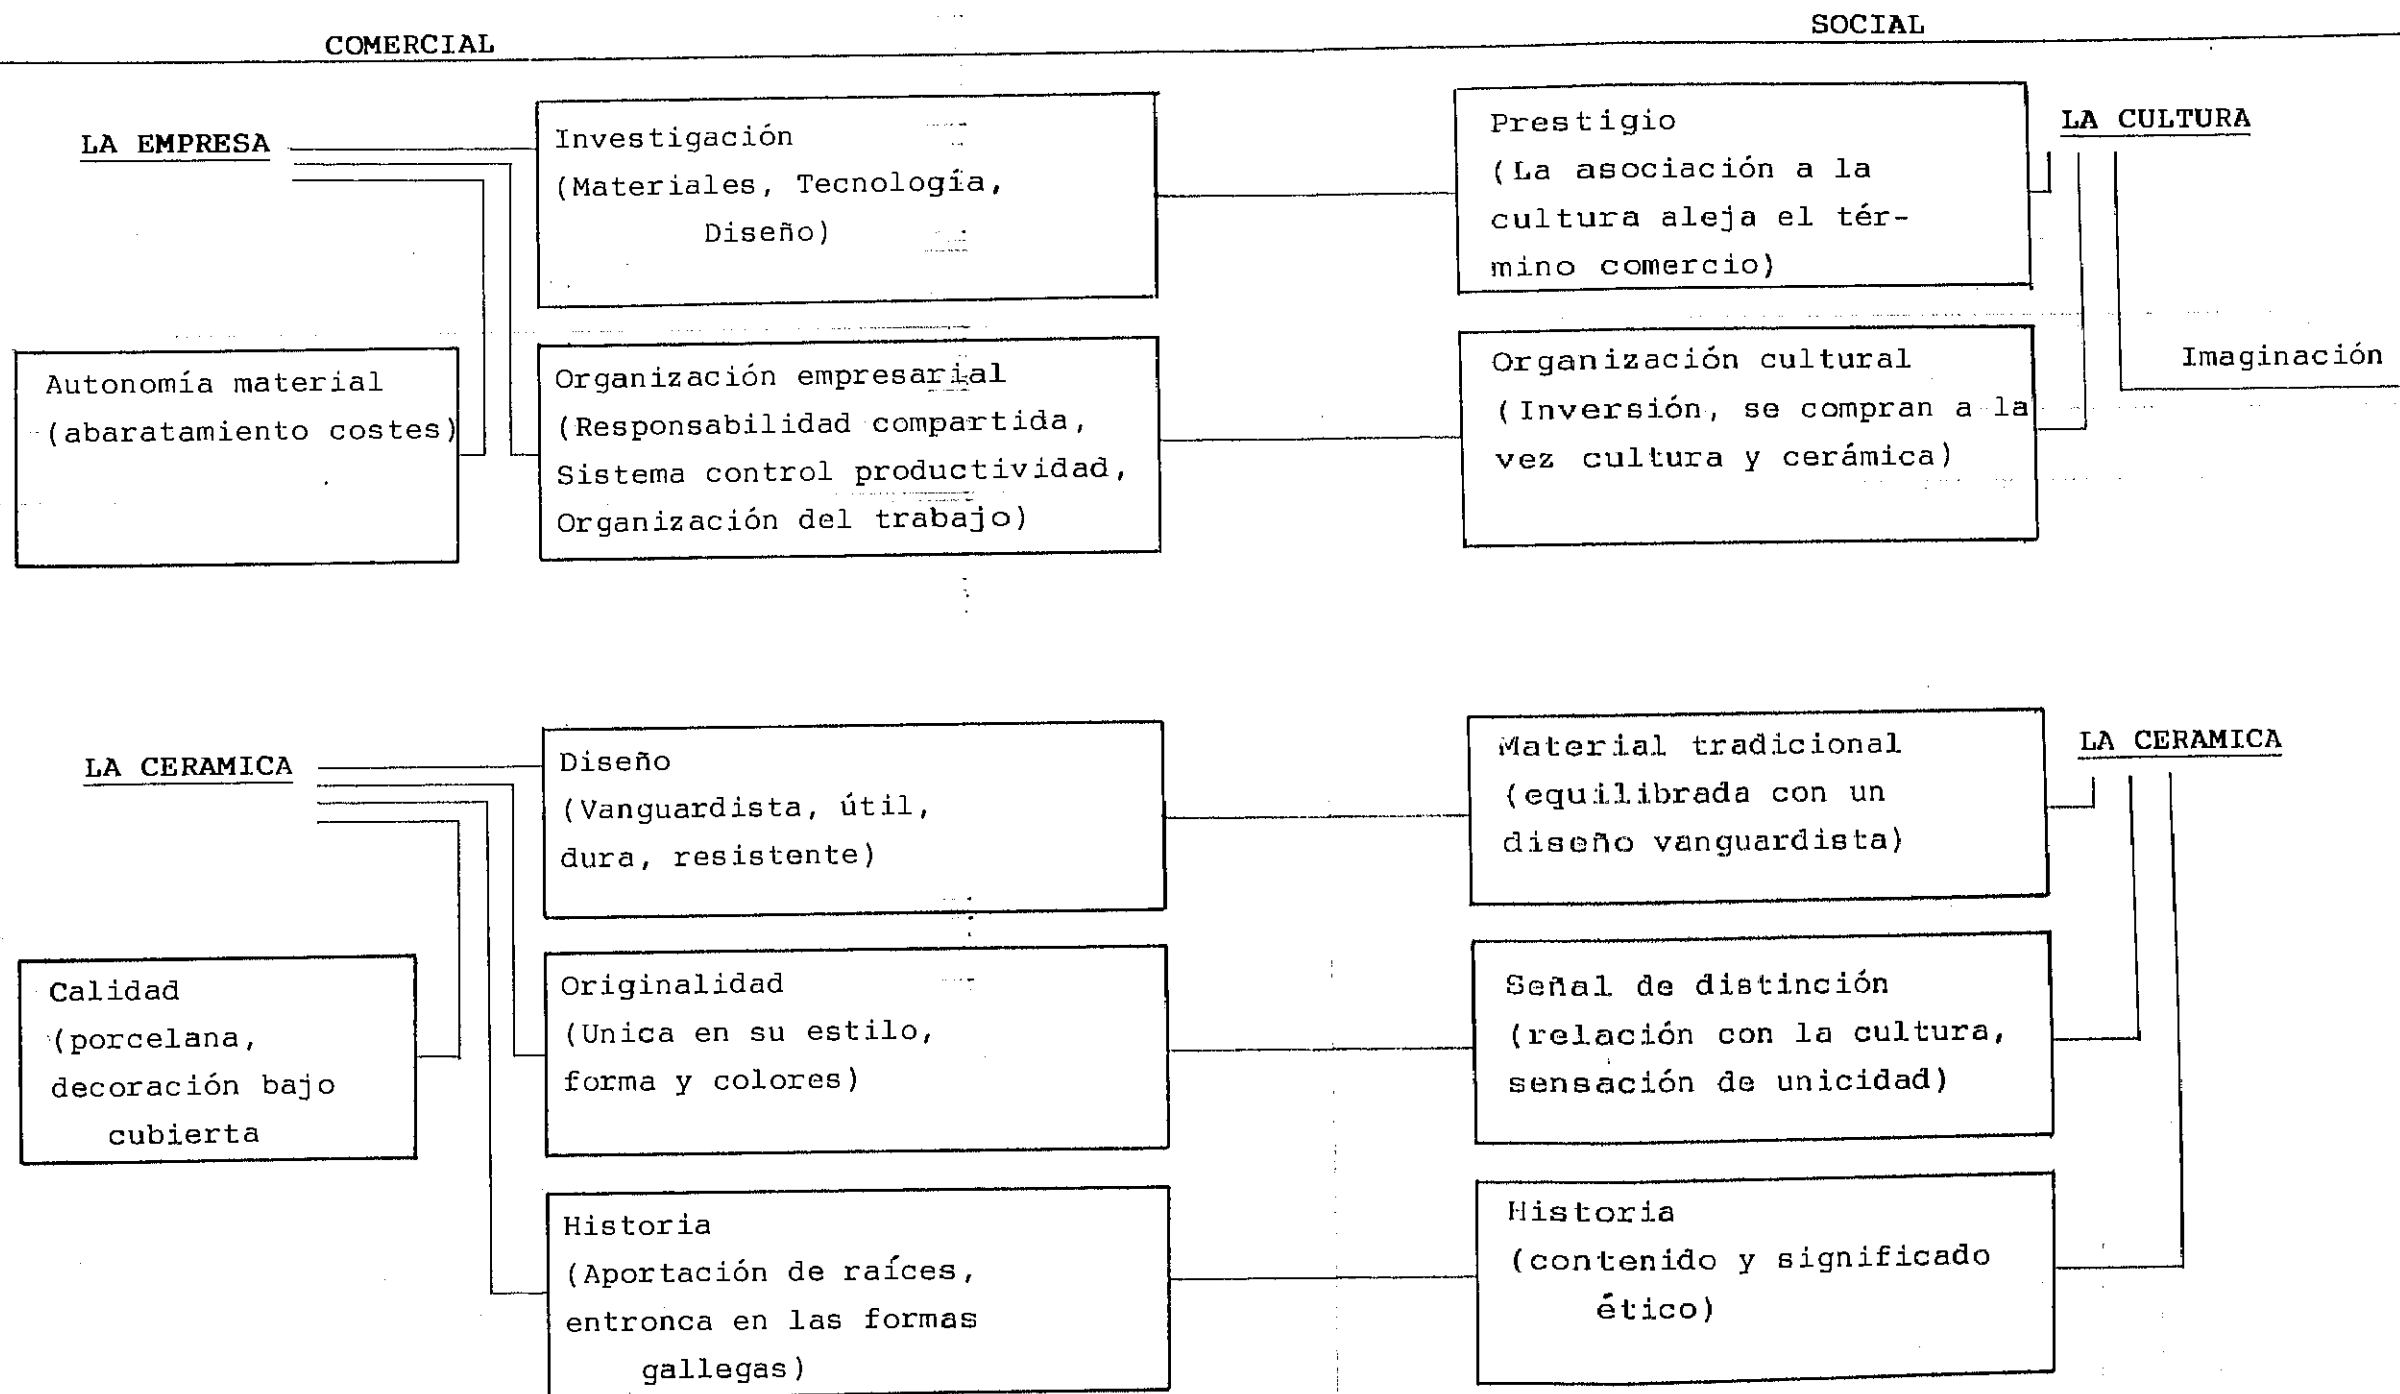 COMERCIAL
SOCIAL
LA EMPRESA
Investigación
(Materiales, Tecnología,
Diseño)
Prestigio
(La asociación a la
cultura aleja el tér-
mino comercio)
LA CULTURA
Autonomía material
(abaratamiento costes)
Organización empresarial
(Responsabilidad compartida,
Sistema control productividad,
Organización del trabajo)
Organización cultural
(Inversión, se compran a la
vez cultura y cerámica)
Imaginación
LA CERAMICA
Diseño
(Vanguardista, útil,
dura, resistente)
Material tradicional
(equilibrada con un
diseño vanguardista)
LA CERAMICA
Calidad
(porcelana,
decoración bajo
cubierta
Originalidad
(Unica en su estilo,
forma y colores)
Señal de distinción
(relación con la cultura,
sensación de unicidad)
Historia
(Aportación de raíces,
entronca en las formas
gallegas)
Historia
(contenido y significado
ético)